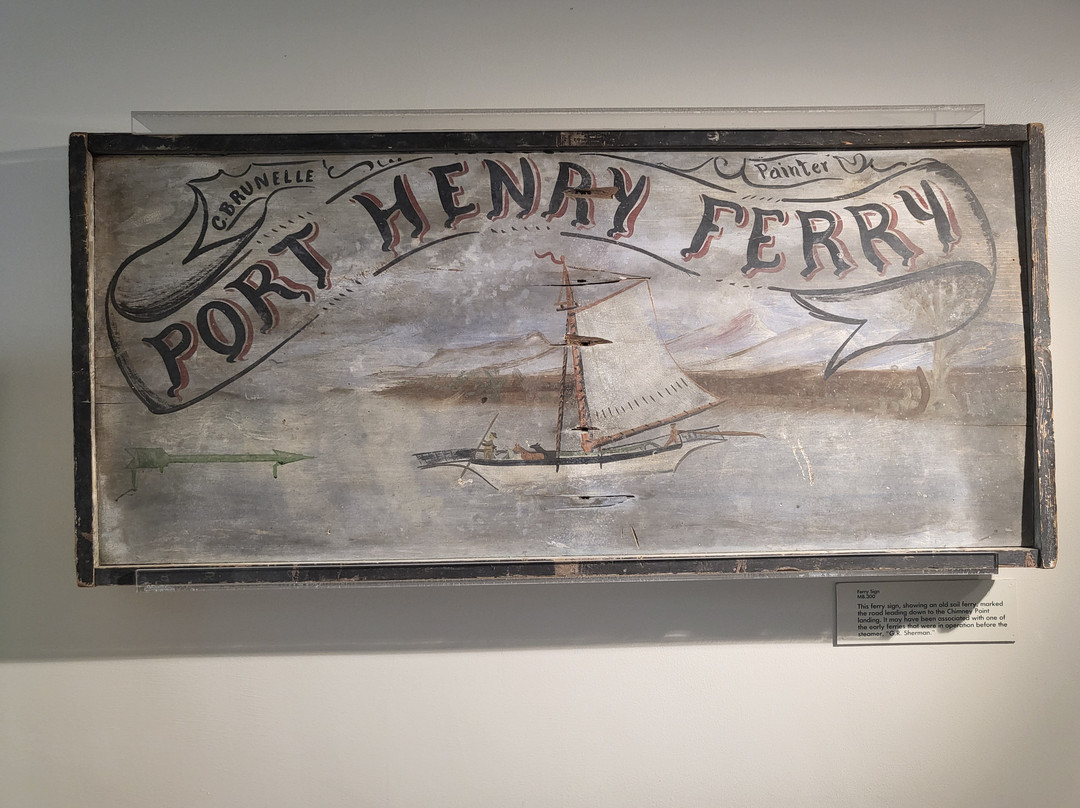 C.B.BRUNELLE
Painter
PORT HENRY FERRY
Ferry Sign
MB.300
This ferry sign, showing an old sail ferry, marked
the road leading down to the Chimney Point
landing. It may have been associated with one of
the early ferries that were in operation before the
steamer, "G.R. Sherman."